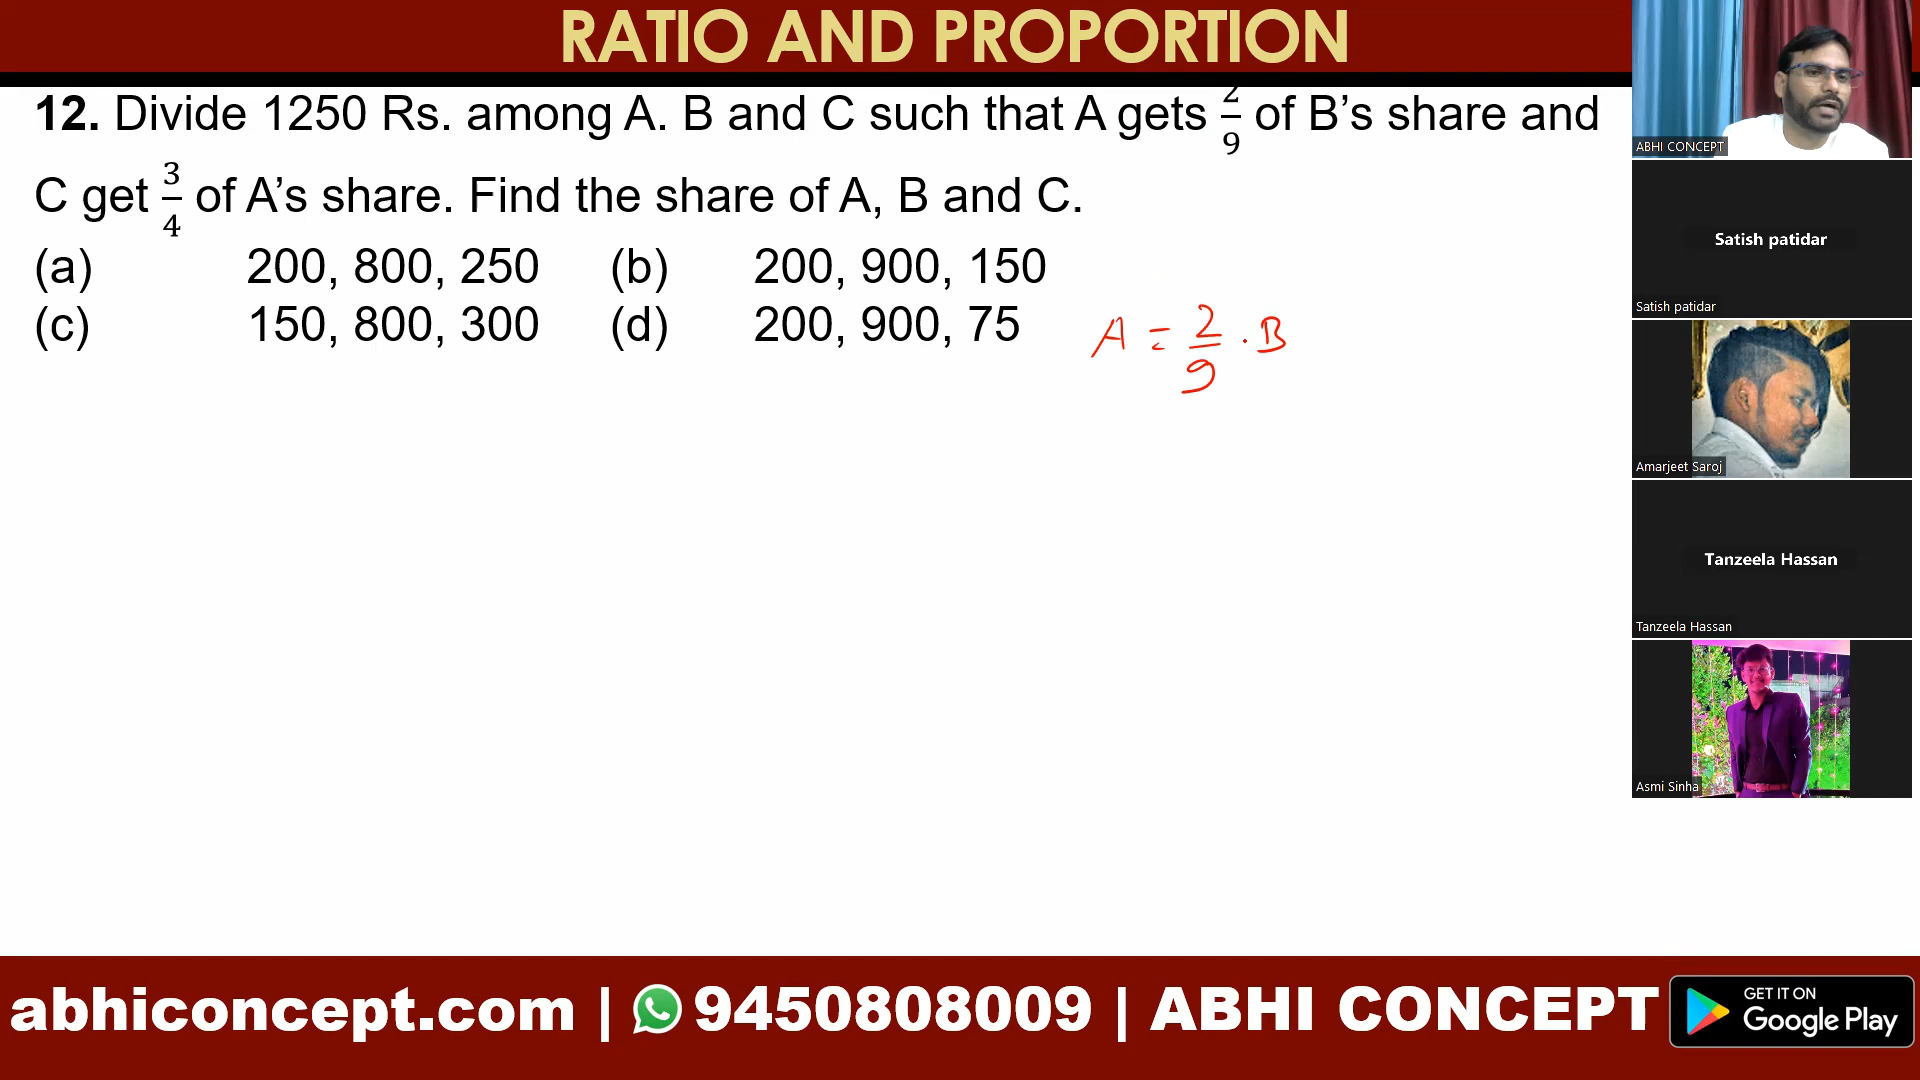 RATIO AND PROPORTION
12. Divide 1250 Rs. among A. B and C such that A gets 2/9 of B’s share and
C get 3/4 of A’s share. Find the share of A, B and C.
(a) 200, 800, 250 (b) 200, 900, 150
(c) 150, 800, 300 (d) 200, 900, 75
A = 2/9 . B
ABHI CONCEPT
Satish patidar
Satish patidar
Amarjeet Saroj
Tanzeela Hassan
Tanzeela Hassan
Asmi Sinha
abhiconcept.com | 9450808009 | ABHI CONCEPT
GET IT ON
Google Play